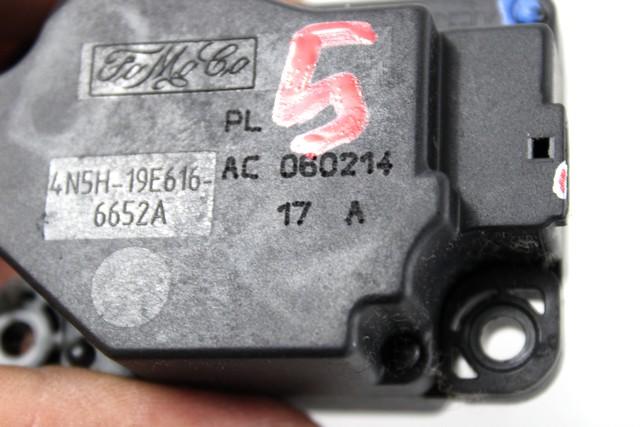 FoMoCo
5
PL
4N5H-19E616-
6652A
AC 060214
17 A